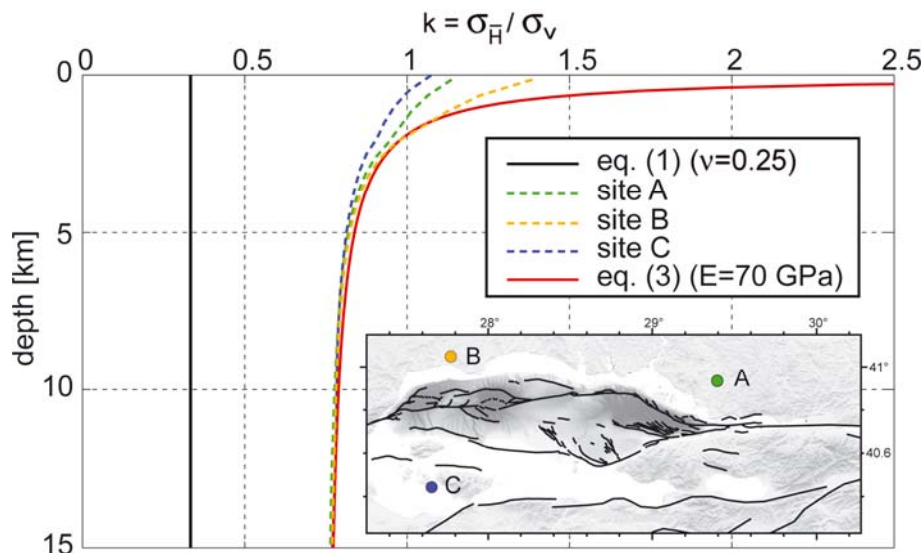 k = σH̅ / σv
0 0.5 1 1.5 2 2.5
0
5
10
15
depth [km]
eq. (1) (ν=0.25)
site A
site B
site C
eq. (3) (E=70 GPa)
28° 29° 30°
B
A
C
41°
40.6